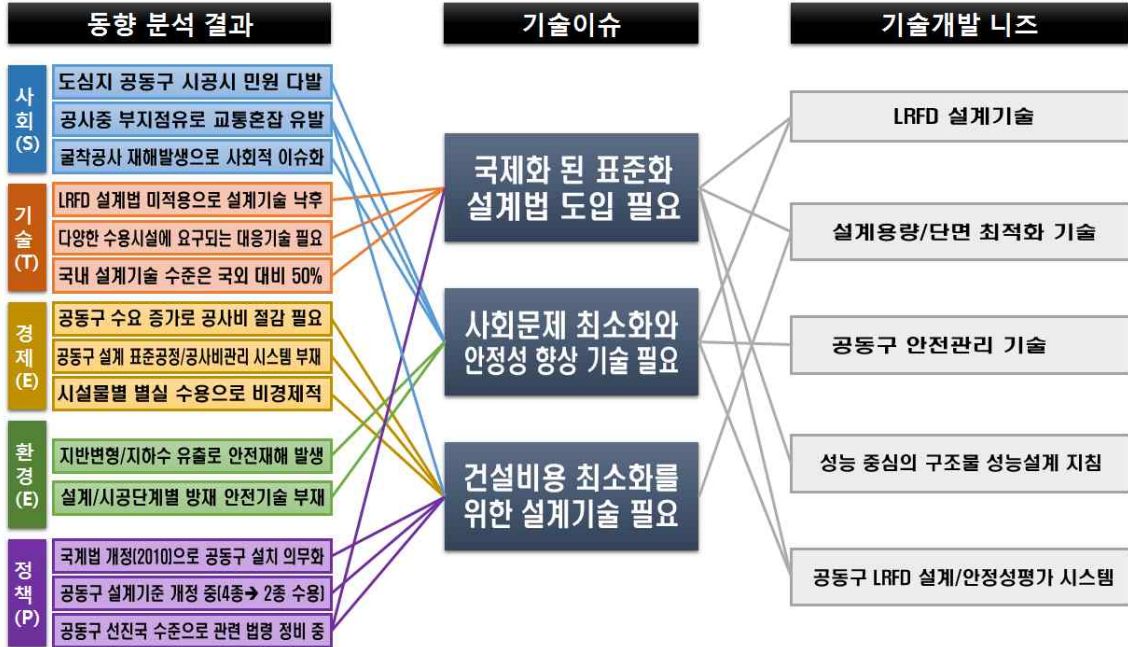 동향 분석 결과
기술이슈
기술개발 니즈
사회(S)
도심지 공동구 시공시 민원 다발
공사중 부지점유로 교통혼잡 유발
굴착공사 재해발생으로 사회적 이슈화
기술(T)
LRFD 설계법 미적용으로 설계기술 낙후
다양한 수용시설에 요구되는 대응기술 필요
국내 설계기술 수준은 국외 대비 50%
경제(E)
공동구 수요 증가로 공사비 절감 필요
공동구 설계 표준공정/공사비관리 시스템 부재
시설물별 별실 수용으로 비경제적
환경(E)
지반변형/지하수 유출로 안전재해 발생
설계/시공단계별 방재 안전기술 부재
정책(P)
국계법 개정(2010)으로 공동구 설치 의무화
공동구 설계기준 개정 중(4종→ 2종 수용)
공동구 선진국 수준으로 관련 법령 정비 중
국제화 된 표준화
설계법 도입 필요
사회문제 최소화와
안정성 향상 기술 필요
건설비용 최소화를
위한 설계기술 필요
LRFD 설계기술
설계용량/단면 최적화 기술
공동구 안전관리 기술
성능 중심의 구조물 성능설계 지침
공동구 LRFD 설계/안정성평가 시스템